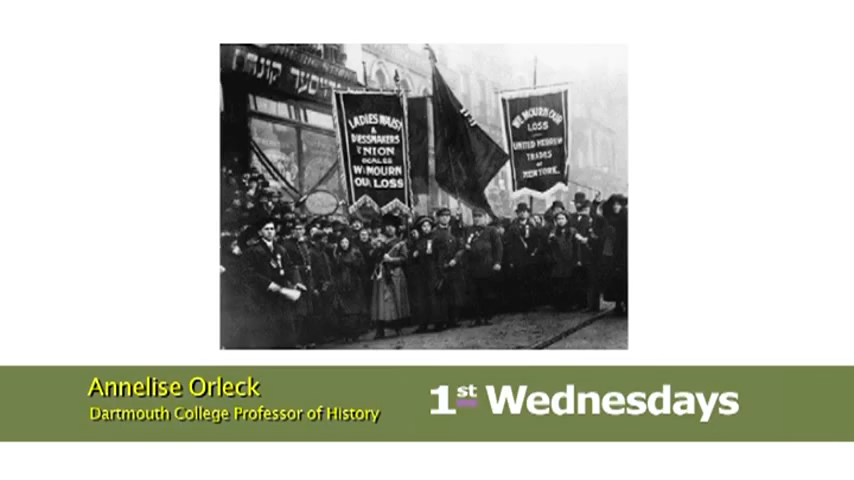 LADIES WAIST
&
DRESSMAKERS
UNION
LOCAL 25
WE MOURN
OUR LOSS
WE MOURN OUR
LOSS
UNITED HEBREW
TRADES
OF
NEW YORK.
Annelise Orleck
Dartmouth College Professor of History
1st Wednesdays